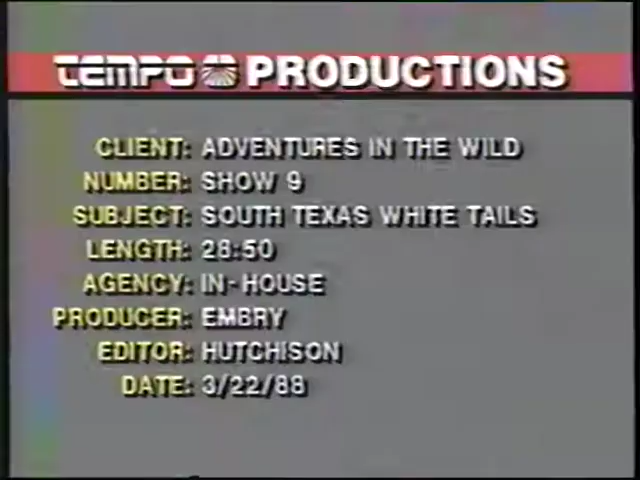 TEMPO PRODUCTIONS
CLIENT: ADVENTURES IN THE WILD
NUMBER: SHOW 9
SUBJECT: SOUTH TEXAS WHITE TAILS
LENGTH: 28:50
AGENCY: IN-HOUSE
PRODUCER: EMBRY
EDITOR: HUTCHISON
DATE: 3/22/88